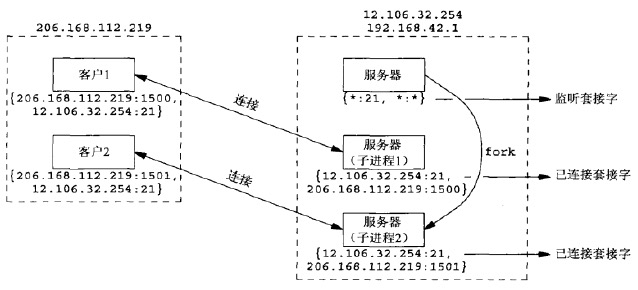 206.168.112.219
12.106.32.254
192.168.42.1
客户1
{206.168.112.219:1500,
12.106.32.254:21}
连接
服务器
{*:21, *:*}
监听套接字
fork
服务器
(子进程1)
{12.106.32.254:21,
206.168.112.219:1500}
已连接套接字
客户2
{206.168.112.219:1501,
12.106.32.254:21}
连接
服务器
(子进程2)
{12.106.32.254:21,
206.168.112.219:1501}
已连接套接字